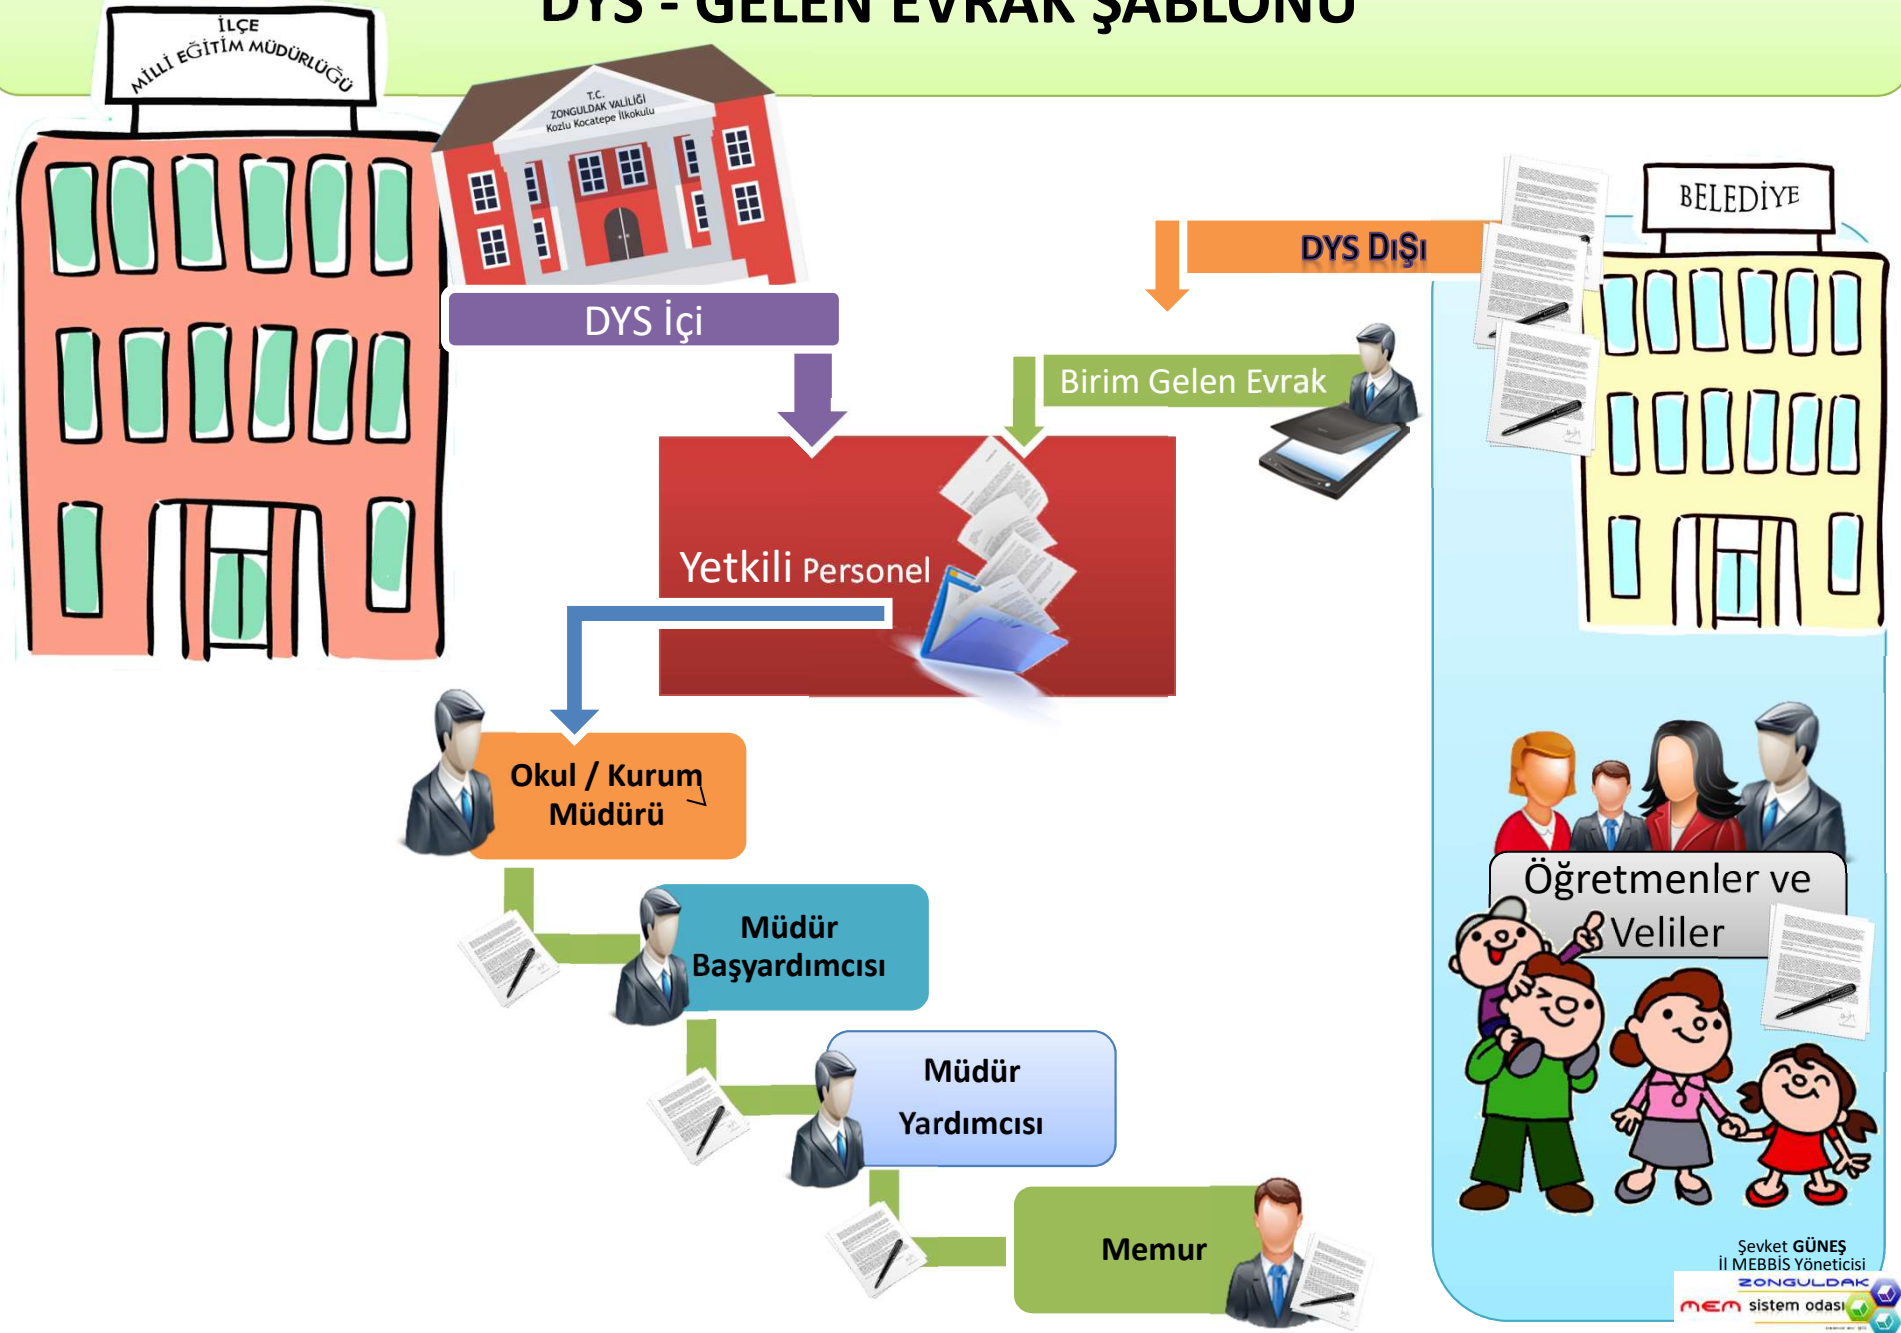 DYS - GELEN EVRAK ŞABLONU
İLÇE
MİLLİ EĞİTİM MÜDÜRLÜĞÜ
T.C.
ZONGULDAK VALİLİĞİ
Kozlu Kocatepe İlkokulu
BELEDİYE
DYS DIŞI
DYS İçi
Birim Gelen Evrak
Yetkili Personel
Okul / Kurum
Müdürü
Müdür
Başyardımcısı
Müdür
Yardımcısı
Memur
Öğretmenler ve
Veliler
Şevket GÜNEŞ
İl MEBBİS Yöneticisi
ZONGULDAK
mem sistem odası